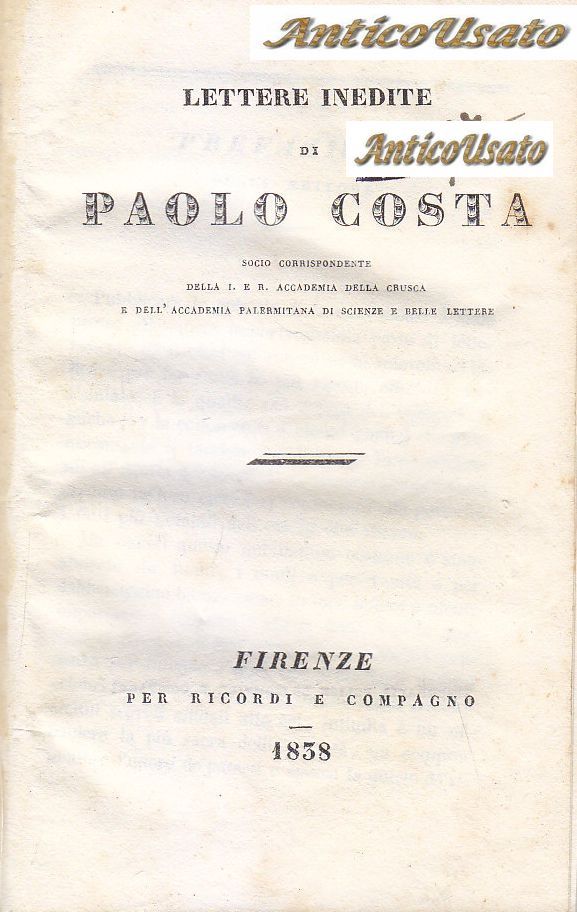 AnticoUsato
LETTERE INEDITE
DI
AnticoUsato
PAOLO COSTA
SOCIO CORRISPONDENTE
DELLA I. E R. ACCADEMIA DELLA CRUSCA
E DELL' ACCADEMIA PALERMITANA DI SCIENZE E BELLE LETTERE
FIRENZE
PER RICORDI E COMPAGNO
1838